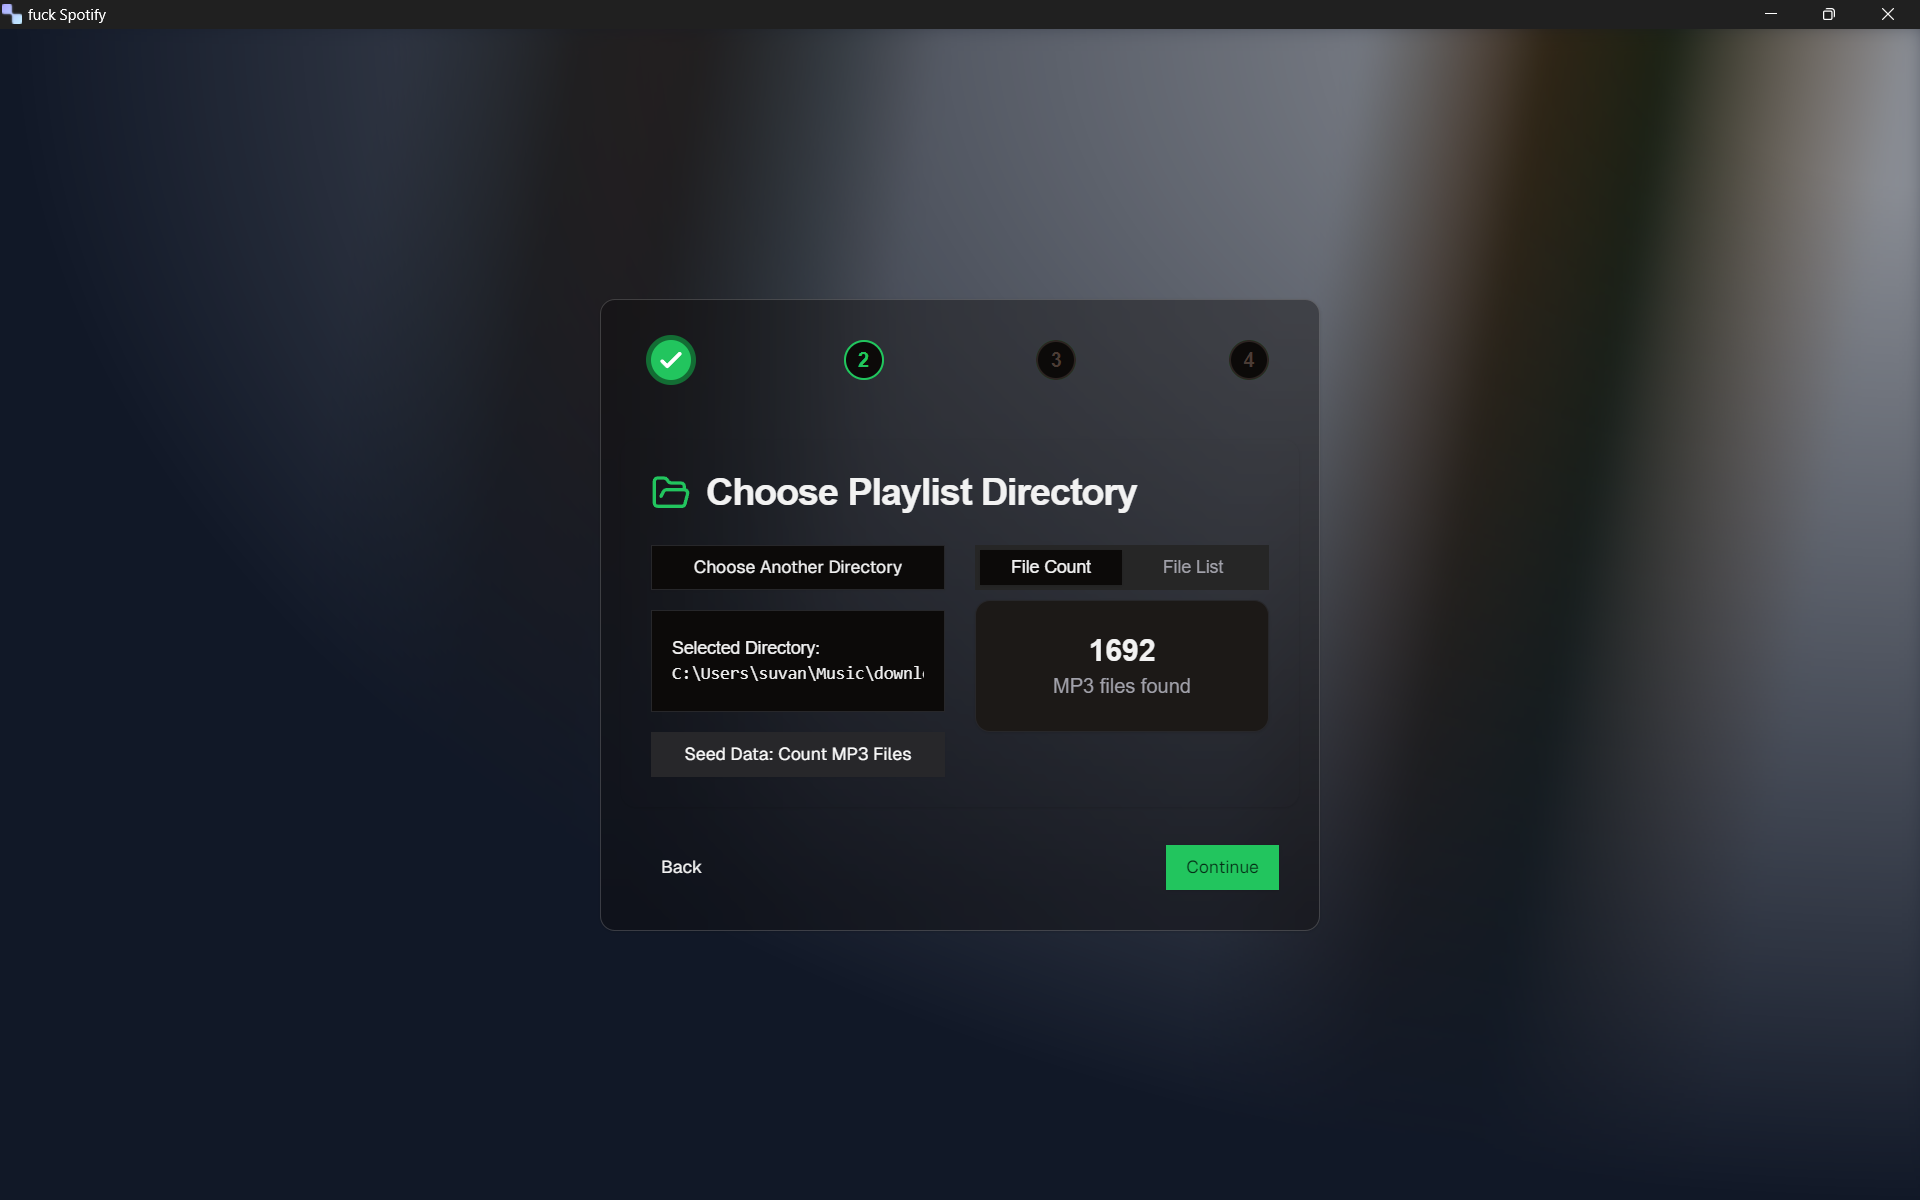 fuck Spotify
2
3
4
Choose Playlist Directory
Choose Another Directory
File Count
File List
Selected Directory:
C:\Users\suvan\Music\downl
1692
MP3 files found
Seed Data: Count MP3 Files
Back
Continue